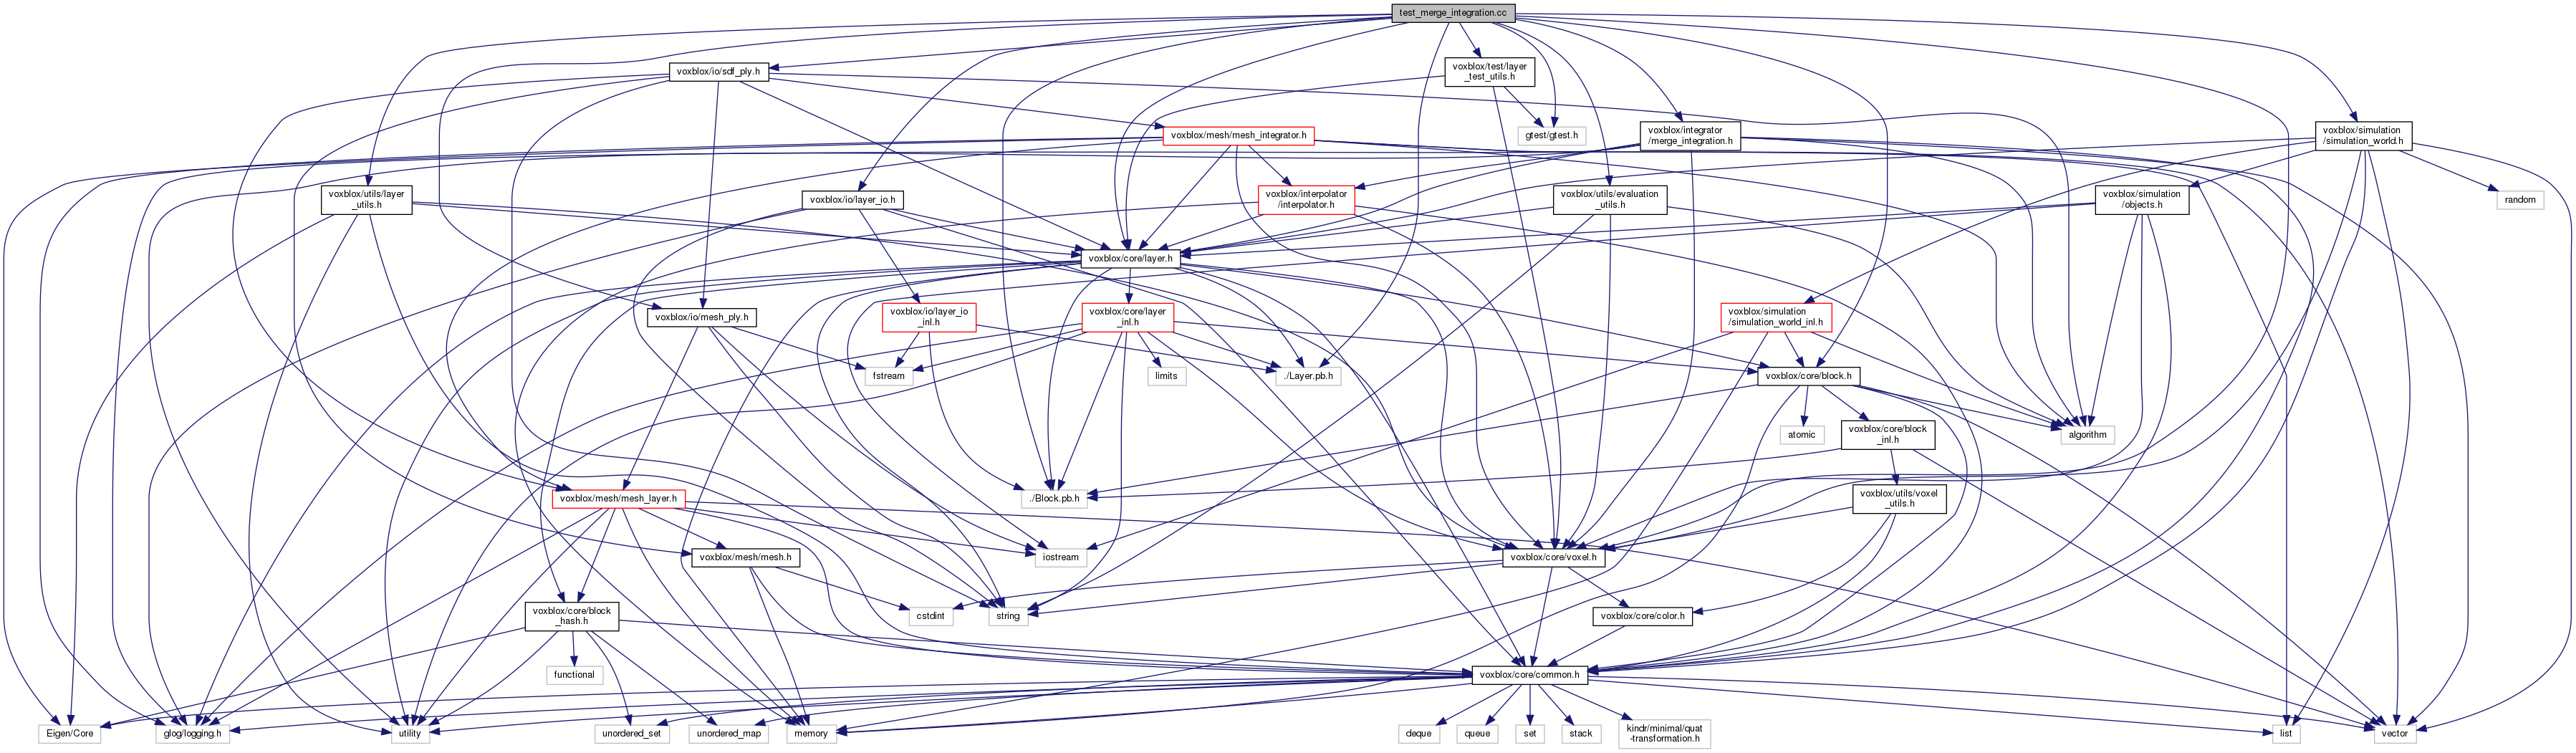 test_merge_integration.cc
voxblox/io/sdf_ply.h
voxblox/test/layer
_test_utils.h
voxblox/mesh/mesh_integrator.h
gtest/gtest.h
voxblox/integrator
/merge_integration.h
voxblox/simulation
/simulation_world.h
voxblox/utils/layer
_utils.h
voxblox/io/layer_io.h
voxblox/interpolator
/interpolator.h
voxblox/utils/evaluation
_utils.h
voxblox/simulation
/objects.h
random
voxblox/core/layer.h
voxblox/io/mesh_ply.h
voxblox/io/layer_io
_inl.h
voxblox/core/layer
_inl.h
voxblox/simulation
/simulation_world_inl.h
fstream
limits
./Layer.pb.h
voxblox/core/block.h
atomic
voxblox/core/block
_inl.h
algorithm
voxblox/mesh/mesh_layer.h
./Block.pb.h
voxblox/utils/voxel
_utils.h
voxblox/mesh/mesh.h
iostream
voxblox/core/voxel.h
voxblox/core/block
_hash.h
cstdint
string
voxblox/core/color.h
functional
voxblox/core/common.h
Eigen/Core
glog/logging.h
utility
unordered_set
unordered_map
memory
deque
queue
set
stack
kindr/minimal/quat
-transformation.h
list
vector